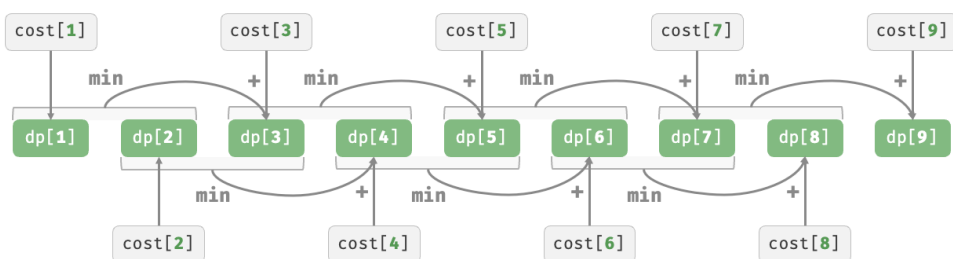 cost[1] cost[3] cost[5] cost[7] cost[9]
min + min + min + min +
dp[1] dp[2] dp[3] dp[4] dp[5] dp[6] dp[7] dp[8] dp[9]
min + min + min +
cost[2] cost[4] cost[6] cost[8]